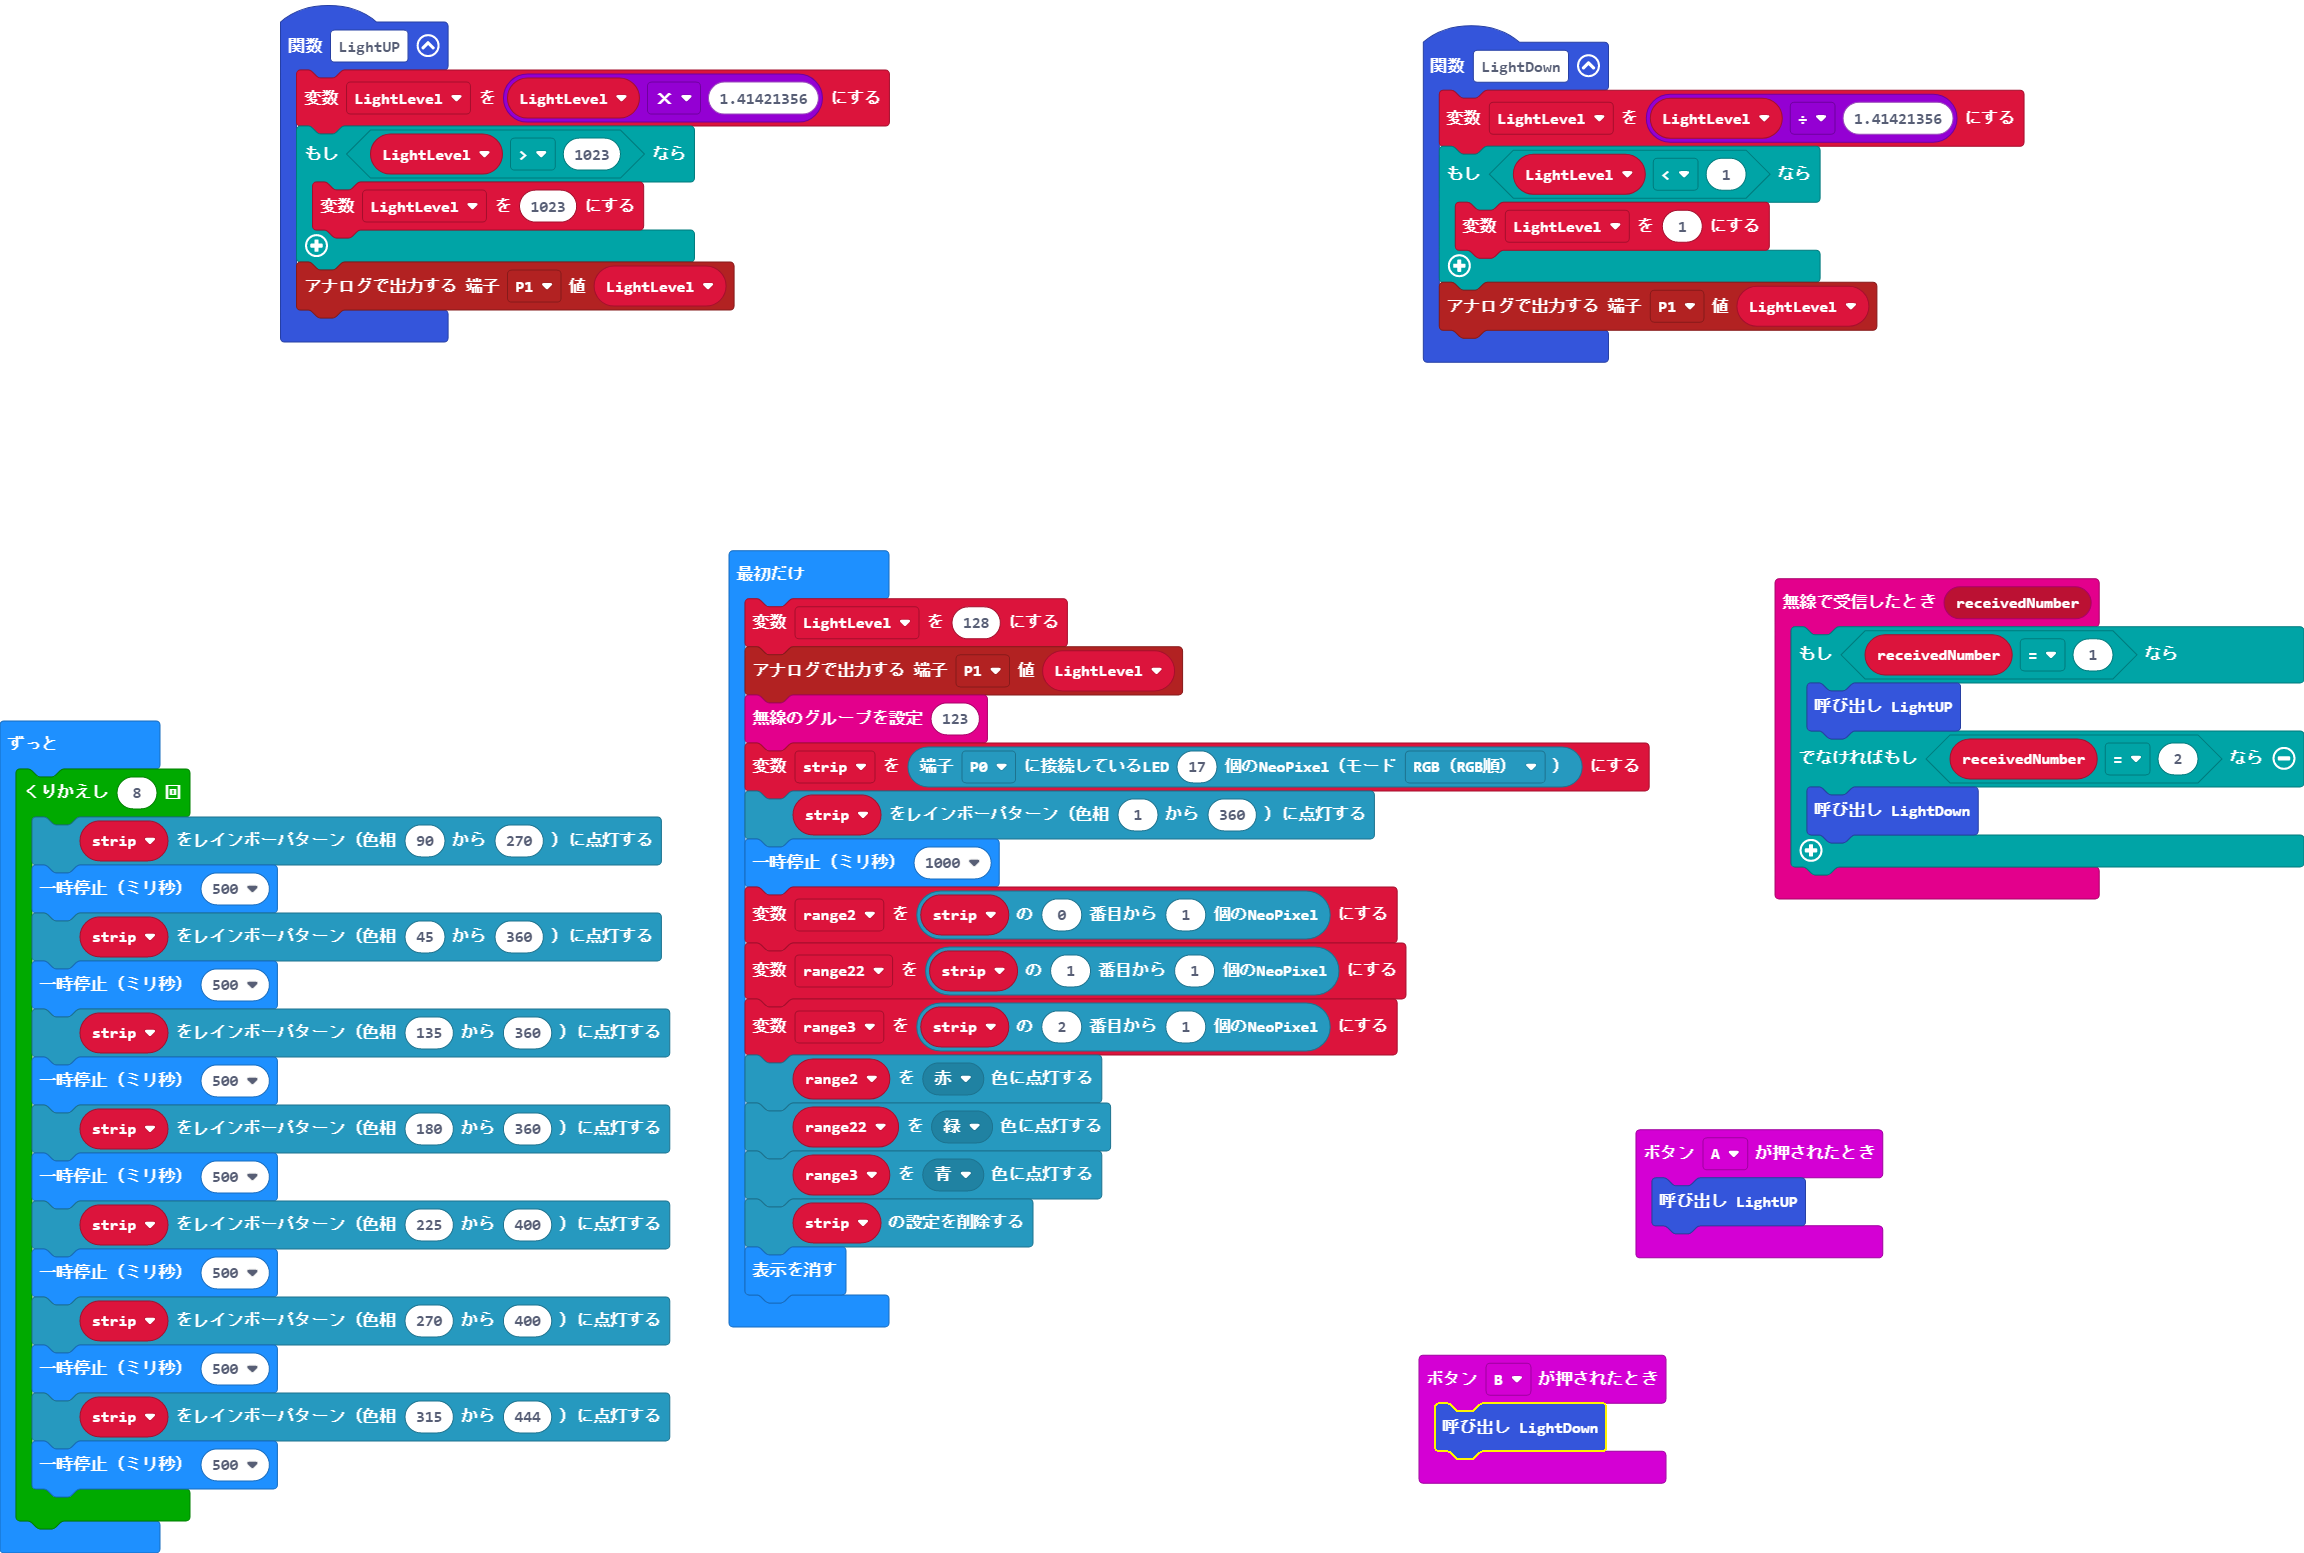 関数 LightUP
変数 LightLevel を LightLevel × 1.41421356 にする
もし LightLevel > 1023 なら
変数 LightLevel を 1023 にする
アナログで出力する 端子 P1 値 LightLevel
関数 LightDown
変数 LightLevel を LightLevel ÷ 1.41421356 にする
もし LightLevel < 1 なら
変数 LightLevel を 1 にする
アナログで出力する 端子 P1 値 LightLevel
ずっと
くりかえし 8 回
strip をレインボーパターン（色相 90 から 270 ）に点灯する
一時停止（ミリ秒） 500
strip をレインボーパターン（色相 45 から 360 ）に点灯する
一時停止（ミリ秒） 500
strip をレインボーパターン（色相 135 から 360 ）に点灯する
一時停止（ミリ秒） 500
strip をレインボーパターン（色相 180 から 360 ）に点灯する
一時停止（ミリ秒） 500
strip をレインボーパターン（色相 225 から 400 ）に点灯する
一時停止（ミリ秒） 500
strip をレインボーパターン（色相 270 から 400 ）に点灯する
一時停止（ミリ秒） 500
strip をレインボーパターン（色相 315 から 444 ）に点灯する
一時停止（ミリ秒） 500
最初だけ
変数 LightLevel を 128 にする
アナログで出力する 端子 P1 値 LightLevel
無線のグループを設定 123
変数 strip を 端子 P0 に接続しているLED 17 個のNeoPixel（モード RGB（RGB順） ） にする
strip をレインボーパターン（色相 1 から 360 ）に点灯する
一時停止（ミリ秒） 1000
変数 range2 を strip の 0 番目から 1 個のNeoPixel にする
変数 range22 を strip の 1 番目から 1 個のNeoPixel にする
変数 range3 を strip の 2 番目から 1 個のNeoPixel にする
range2 を 赤 色に点灯する
range22 を 緑 色に点灯する
range3 を 青 色に点灯する
strip の設定を削除する
表示を消す
無線で受信したとき receivedNumber
もし receivedNumber = 1 なら
呼び出し LightUP
でなければもし receivedNumber = 2 なら
呼び出し LightDown
ボタン A が押されたとき
呼び出し LightUP
ボタン B が押されたとき
呼び出し LightDown